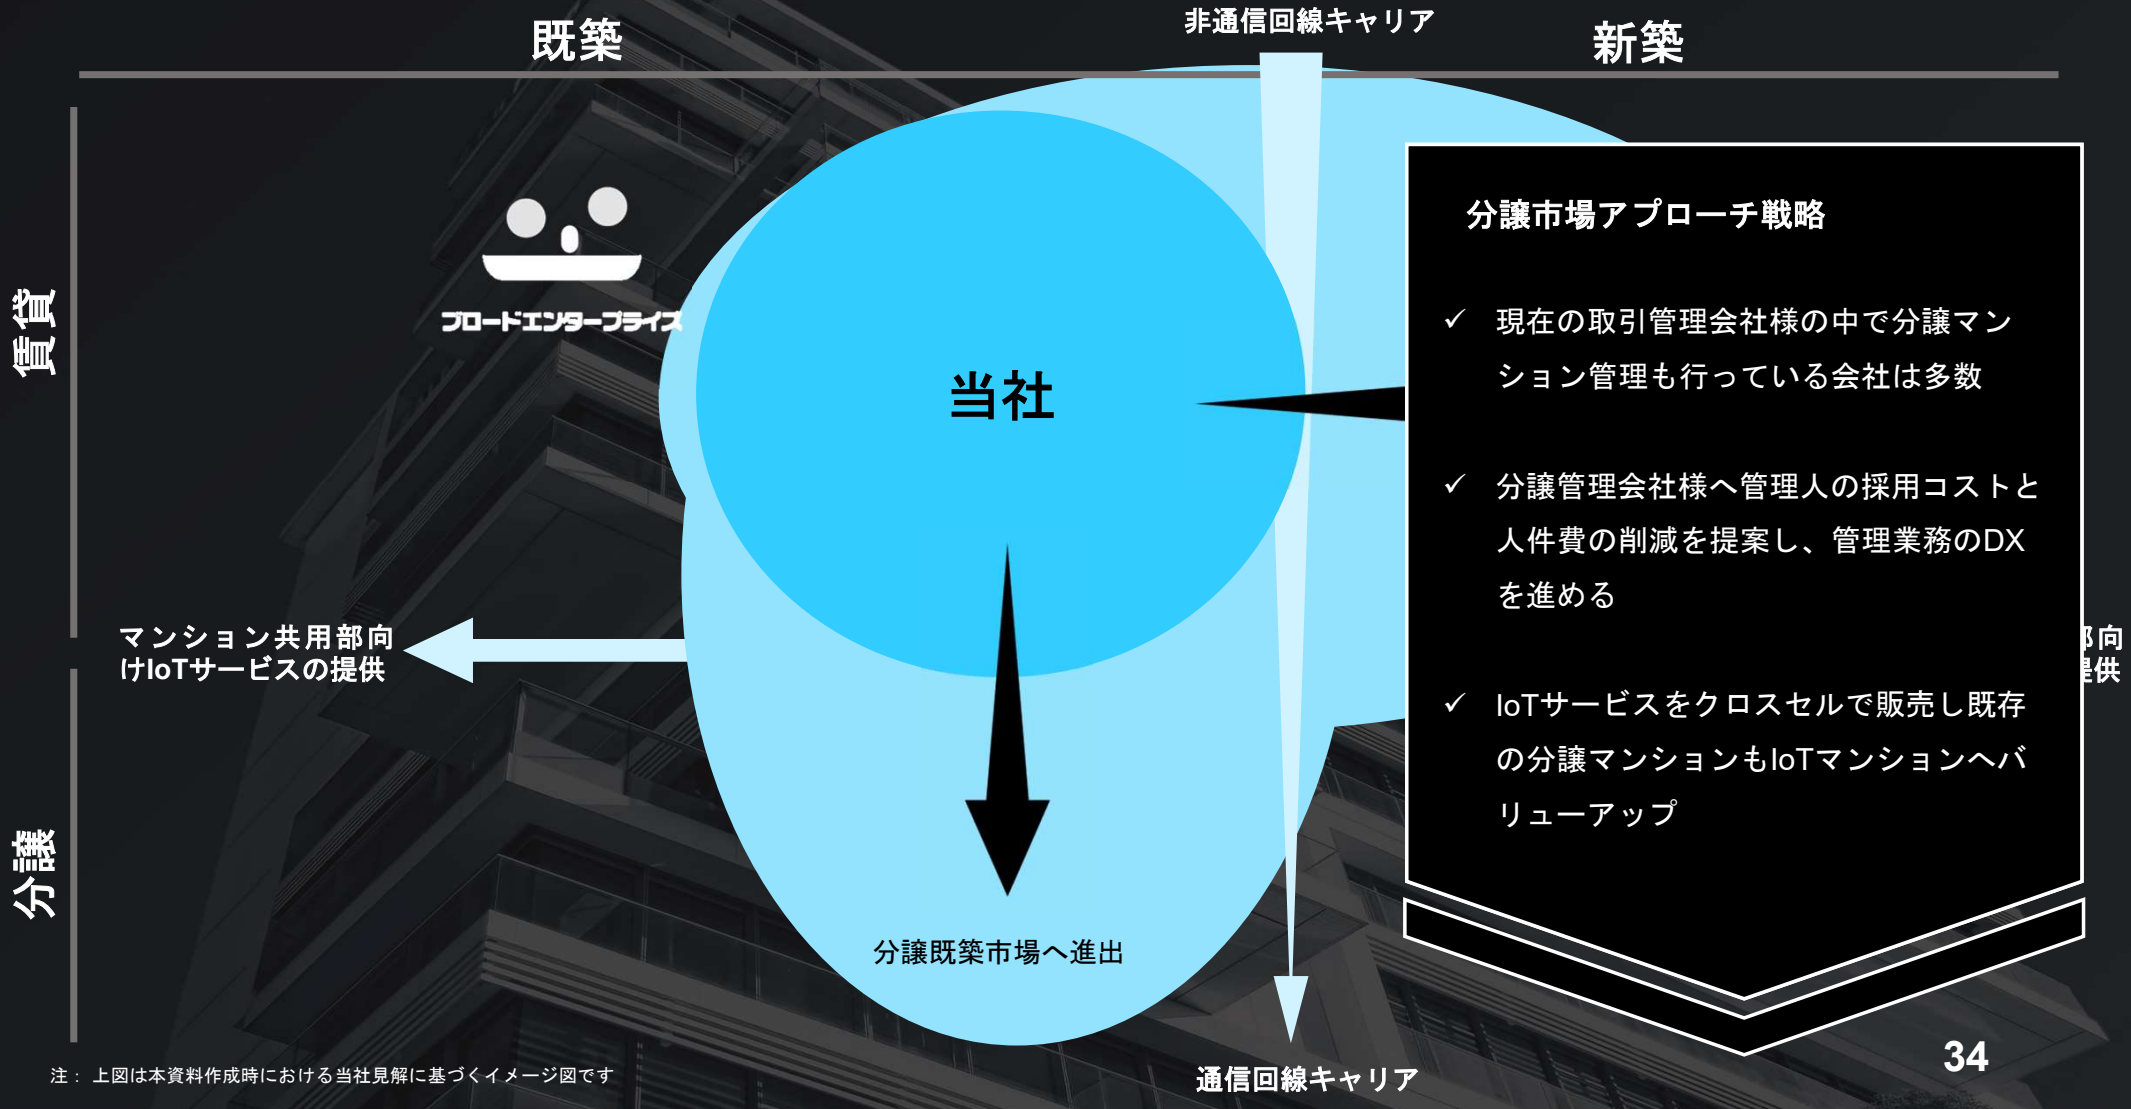 既築
非通信回線キャリア
新築
賃貸
分譲
ブロードエンタープライズ
当社
分譲市場アプローチ戦略
✓ 現在の取引管理会社様の中で分譲マン
ション管理も行っている会社は多数
✓ 分譲管理会社様へ管理人の採用コストと
人件費の削減を提案し、管理業務のDX
を進める
✓ IoTサービスをクロスセルで販売し既存
の分譲マンションもIoTマンションへバ
リューアップ
マンション共用部向
けIoTサービスの提供
向
供
分譲既築市場へ進出
通信回線キャリア
注： 上図は本資料作成時における当社見解に基づくイメージ図です
34